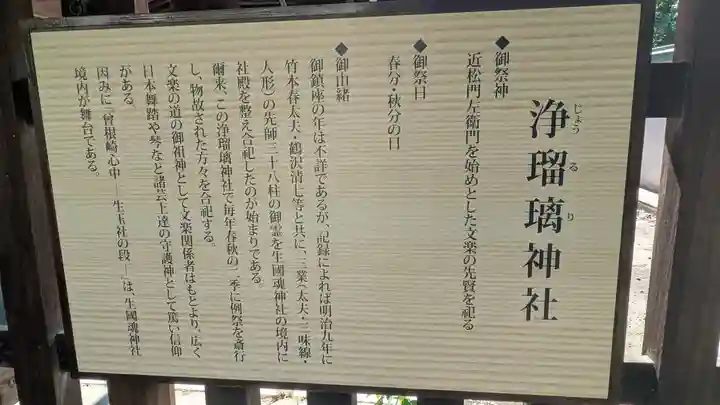 浄瑠璃神社
じょうるり
◆御祭神
近松門左衛門を始めとした文楽の先賢を祀る
◆御祭日
春分・秋分の日
◆御由緒
御鎮座の年は不詳であるが、記録によれば明治九年に
竹本春太夫・鶴沢清七等と共に、三業(太夫・三味線・
人形)の先師三十八柱の御霊を生國魂神社の境内に
社殿を整え合祀したのが始まりである。
爾来、この浄瑠璃神社で毎年春秋の二季に例祭を斎行
し、物故された方々を合祀する。
文楽の道の御祖神として文楽関係者はもとより、広く
日本舞踏や琴など諸芸上達の守護神として篤い信仰
がある。
因みに「曾根崎心中―生玉社の段―」は、生國魂神社
境内が舞台である。